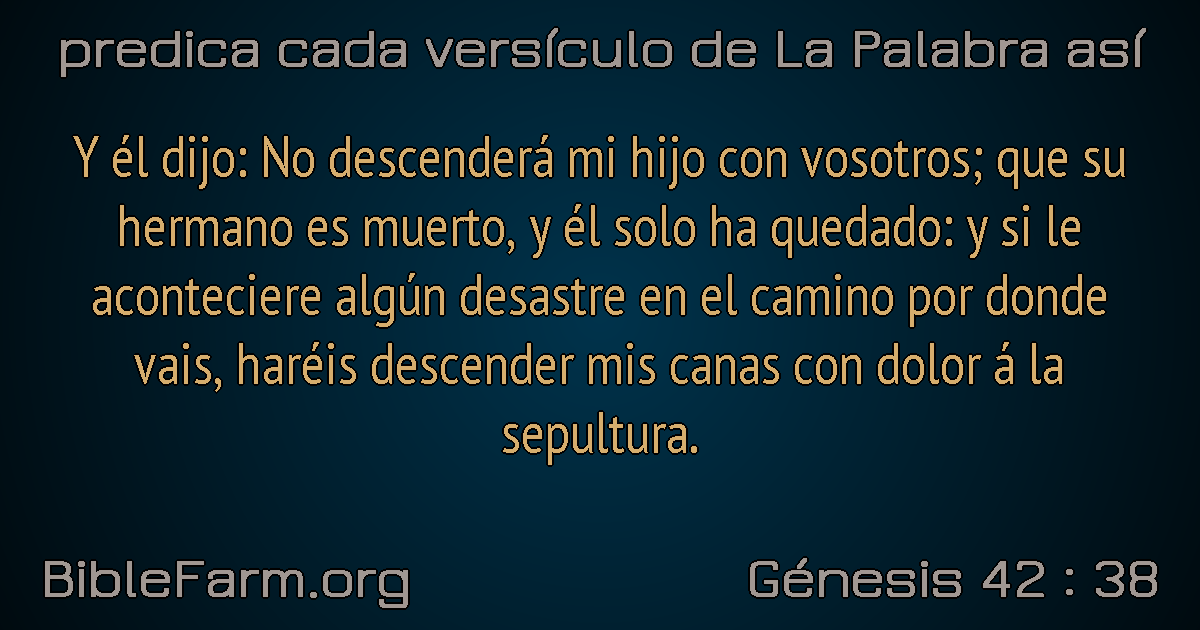 predica cada versículo de La Palabra así
Y él dijo: No descenderá mi hijo con vosotros; que su
hermano es muerto, y él solo ha quedado: y si le
aconteciere algún desastre en el camino por donde
vais, haréis descender mis canas con dolor á la
sepultura.
BibleFarm.org
Génesis 42 : 38